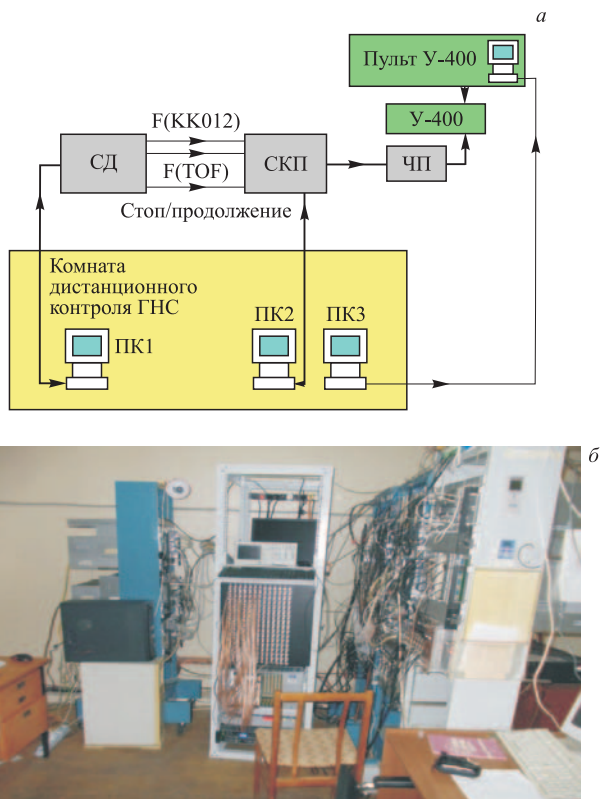 а
Пульт У-400
У-400
F(KK012)
СД
F(TOF)
СКП
ЧП
Стоп/продолжение
Комната
дистанционного
контроля ГНС
ПК1
ПК2
ПК3
б